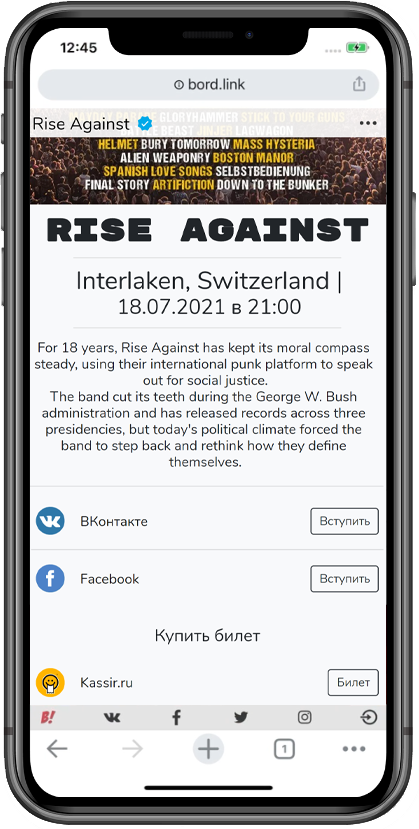 12:45
bord.link
GLORYHAMMER STICK TO YOUR GUNS
Rise Against
BEAST JINJER LAGWAGON
HELMET BURY TOMORROW MASS HYSTERIA
ALIEN WEAPONRY BOSTON MANOR
SPANISH LOVE SONGS SELBSTBEDIENUNG
FINAL STORY ARTIFICTION DOWN TO THE BUNKER
RISE AGAINST
Interlaken, Switzerland |
18.07.2021 в 21:00
For 18 years, Rise Against has kept its moral compass
steady, using their international punk platform to speak
out for social justice.
The band cut its teeth during the George W. Bush
administration and has released records across three
presidencies, but today's political climate forced the
band to step back and rethink how they define
themselves.
ВКонтакте
Вступить
Facebook
Вступить
Купить билет
Kassir.ru
Билет
B!
1